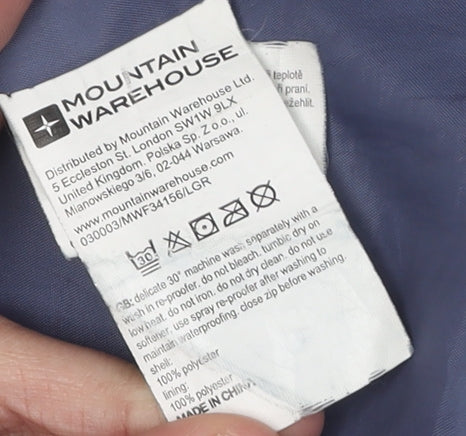 MOUNTAIN
WAREHOUSE
Distributed by Mountain Warehouse Ltd.
5 Eccleston St. London SW1W 9LX
United Kingdom. Polska Sp. Z o.o., ul.
Mianowskiego 3/6, 02-044 Warsawa.
www.mountainwarehouse.com
030003/MWF34156/LGR
30
GB: delicate 30° machine wash separately with a
wash in re-proofer, do not bleach, tumble dry on
low heat, do not iron, do not dry clean, do not use
softener, use spray re-proofer after washing to
maintain waterproofing. close zip before washing.
shell:
100% polyester
lining:
100% polyester
MADE IN CHINA
teplotě
praní,